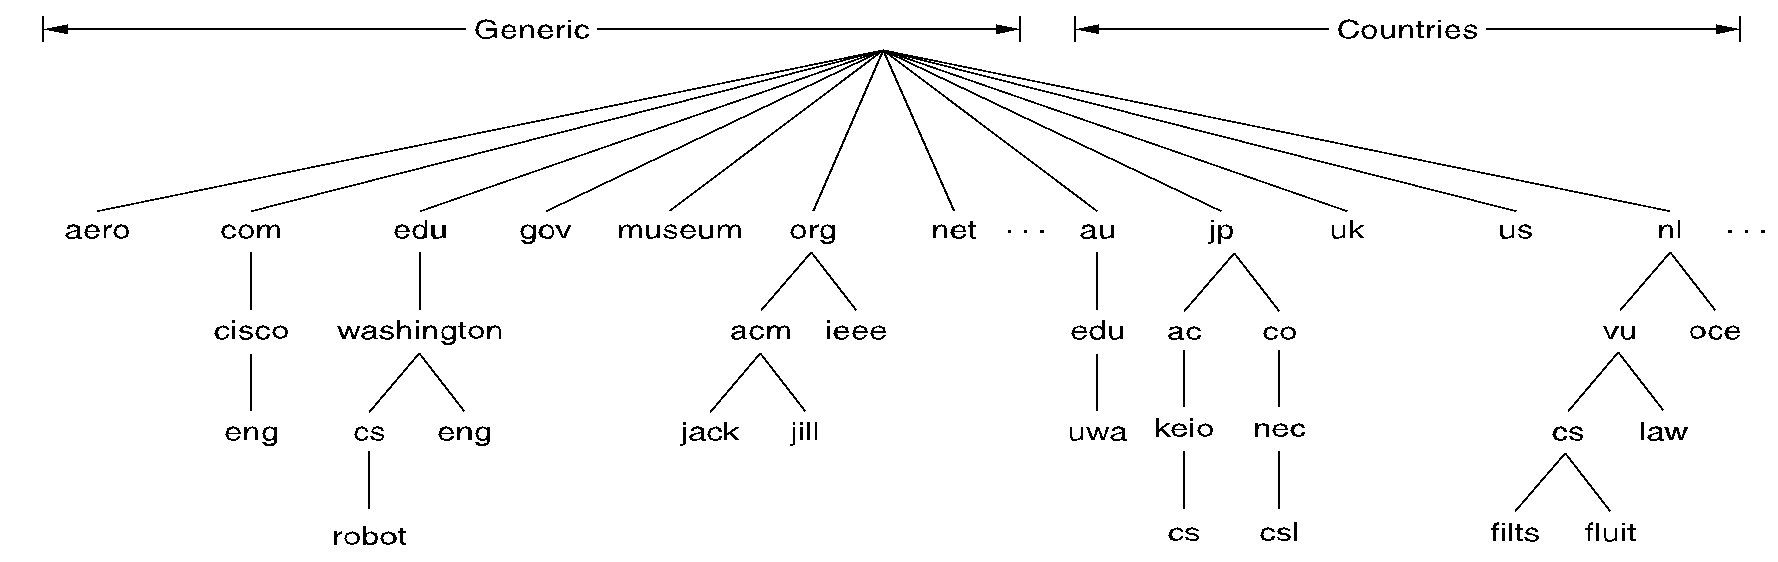 Generic Countries
aero com edu gov museum org net . . . au jp uk us nl . . .
cisco washington acm ieee edu ac co vu oce
eng cs eng jack jill uwa keio nec cs law
robot cs csl filts fluit